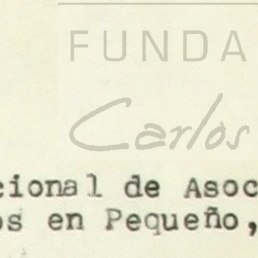 FUNDA
Carlos
cional de Asoc
os en Pequeño,